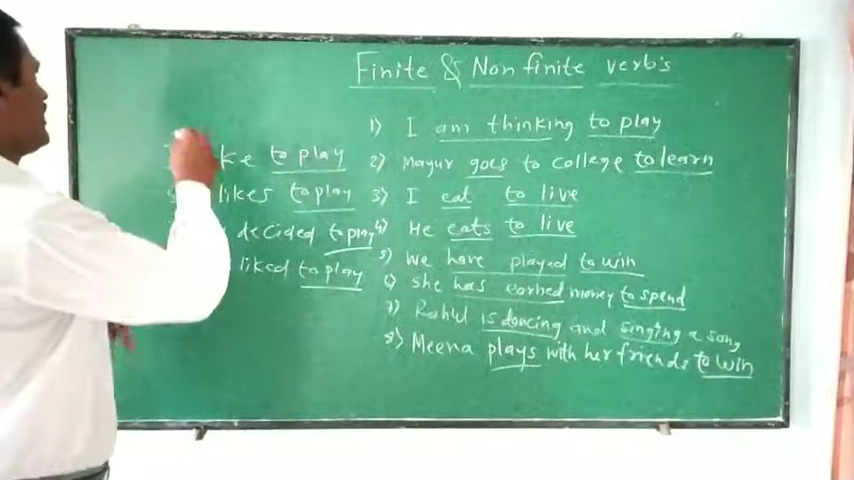 Finite & Non finite verb's
to play
likes to play
decided to play
liked to play
1) I am thinking to play
2) Mayur goes to college to learn
3) I eat to live
4) He eats to live
5) We have played to win
6) She has earned money to spend
7) Rahul is dancing and singing a song
8) Meena plays with her friends to win